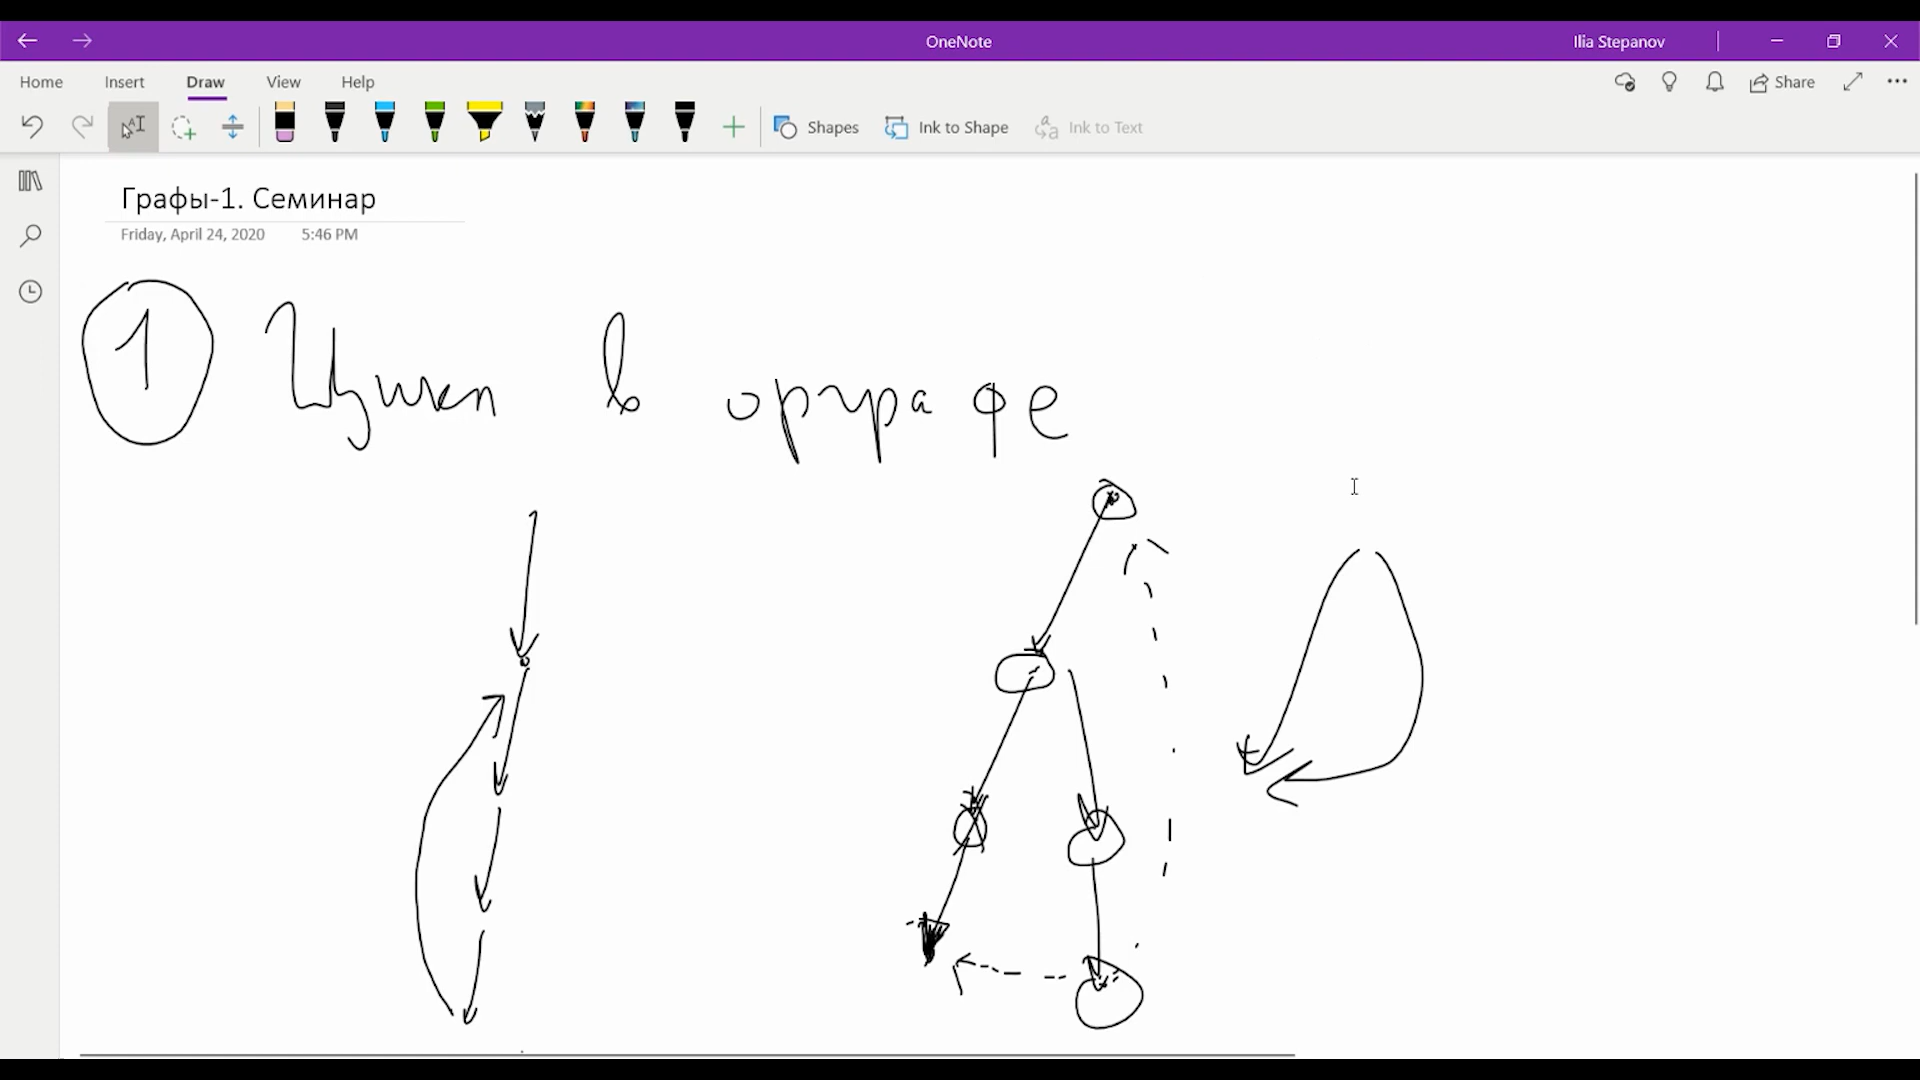 OneNote
Ilia Stepanov
Home Insert Draw View Help
Share
Shapes
Ink to Shape
Ink to Text
Графы-1. Семинар
Friday, April 24, 2020 5:46 PM
1 Цикл в орграфе